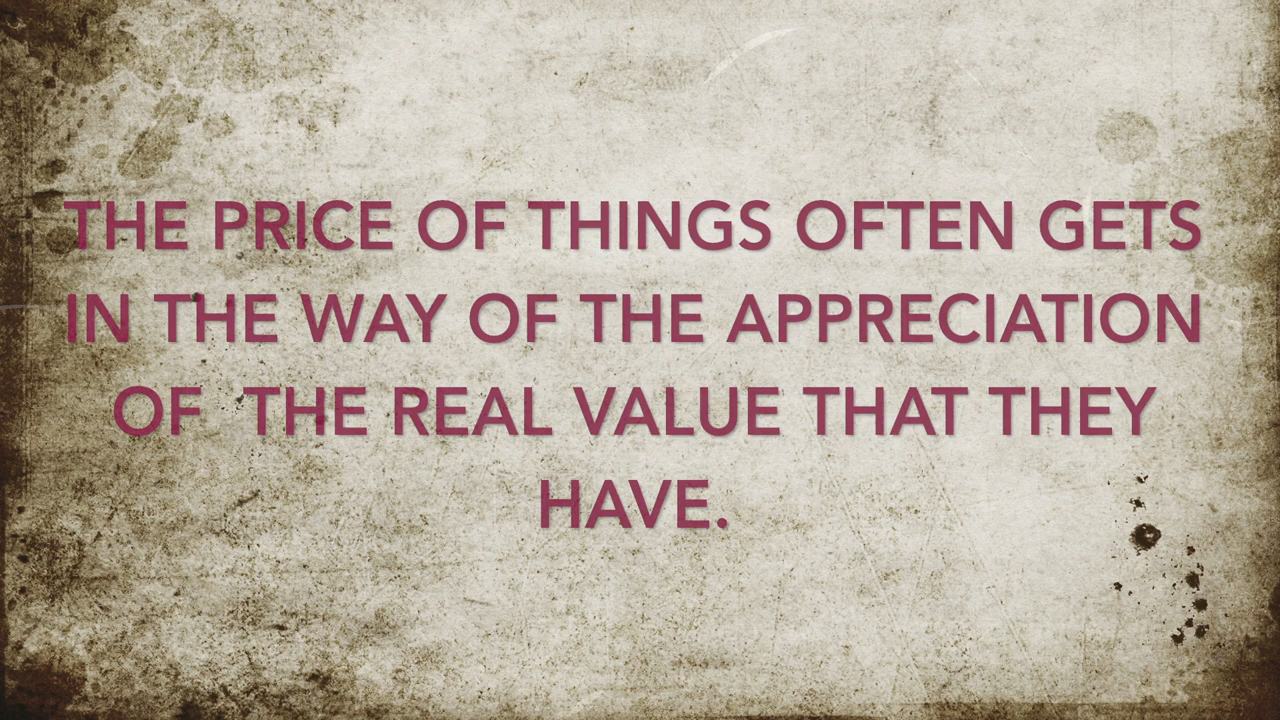 THE PRICE OF THINGS OFTEN GETS
IN THE WAY OF THE APPRECIATION
OF  THE REAL VALUE THAT THEY
HAVE.